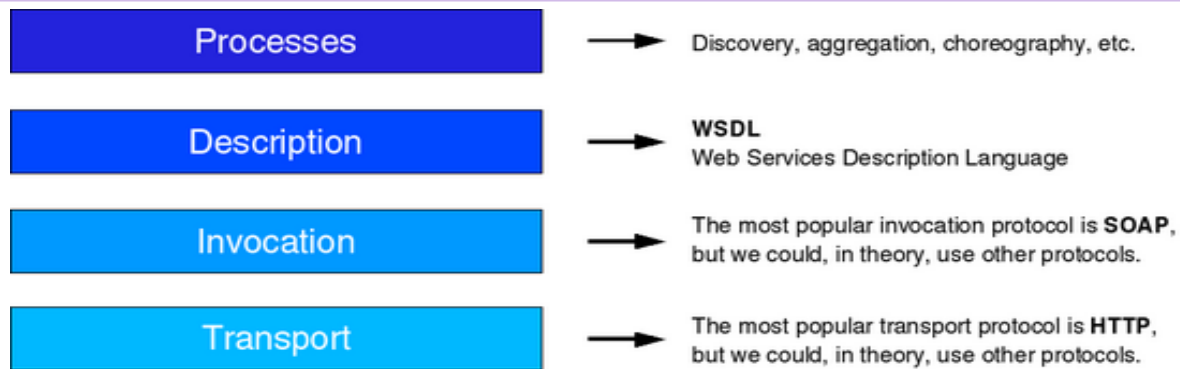 Processes
Discovery, aggregation, choreography, etc.
Description
WSDL
Web Services Description Language
Invocation
The most popular invocation protocol is SOAP,
but we could, in theory, use other protocols.
Transport
The most popular transport protocol is HTTP,
but we could, in theory, use other protocols.